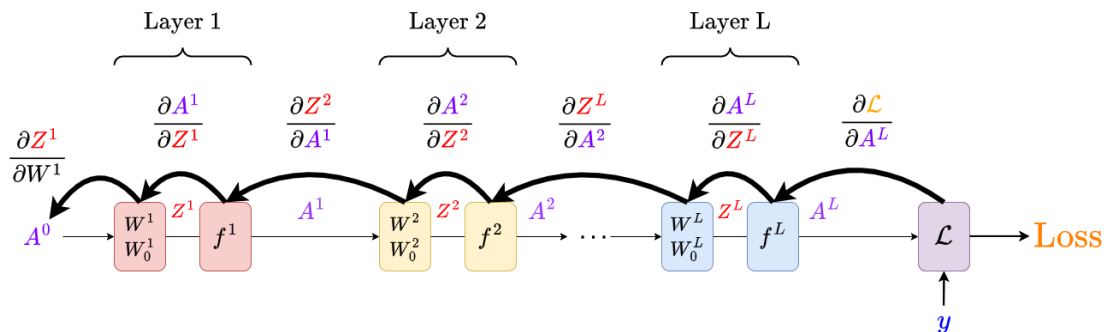 Layer 1 Layer 2 Layer L
∂Z¹/∂W¹ ∂A¹/∂Z¹ ∂Z²/∂A¹ ∂A²/∂Z² ∂Z^L/∂A² ∂A^L/∂Z^L ∂ℒ/∂A^L
A⁰ W¹ Z¹ f¹ A¹ W² Z² f² A² ... W^L Z^L f^L A^L ℒ Loss
W₀¹ W₀² W₀^L
y